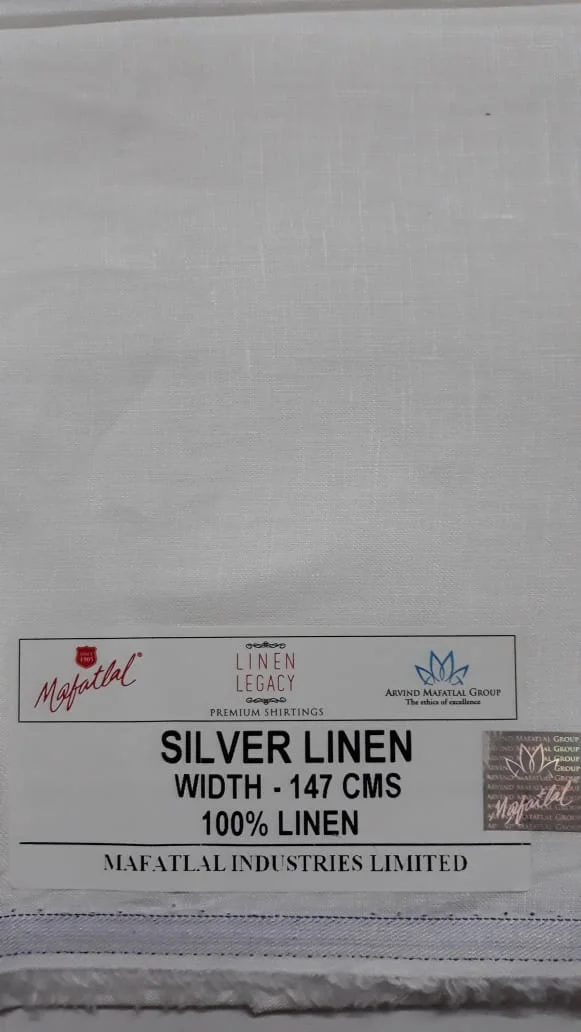 SINCE
1905
Mafatlal®
LINEN
LEGACY
PREMIUM SHIRTINGS
ARVIND MAFATLAL GROUP
The ethics of excellence
SILVER LINEN
WIDTH - 147 CMS
100% LINEN
MAFATLAL INDUSTRIES LIMITED
Mafatlal